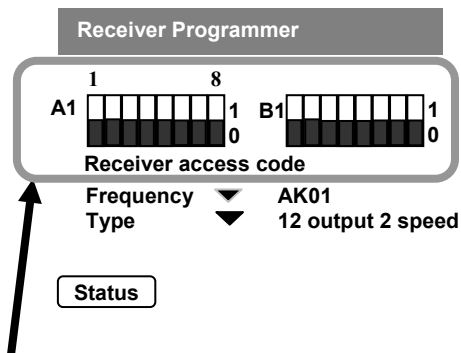 Receiver Programmer
1 8
A1 1 B1 1
0 0
Receiver access code
Frequency AK01
Type 12 output 2 speed
Status